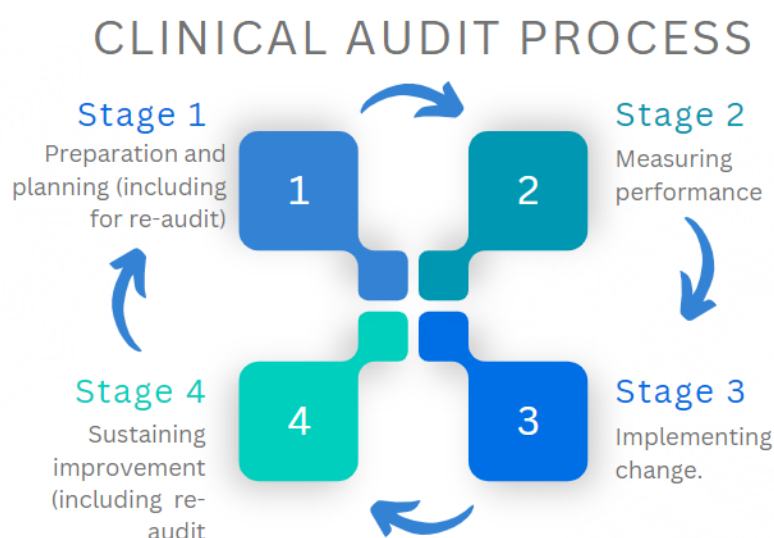 CLINICAL AUDIT PROCESS
Stage 1
Preparation and
planning (including
for re-audit)
1
2
Stage 2
Measuring
performance
Stage 4
Sustaining
improvement
(including re-
audit
4
3
Stage 3
Implementing
change.